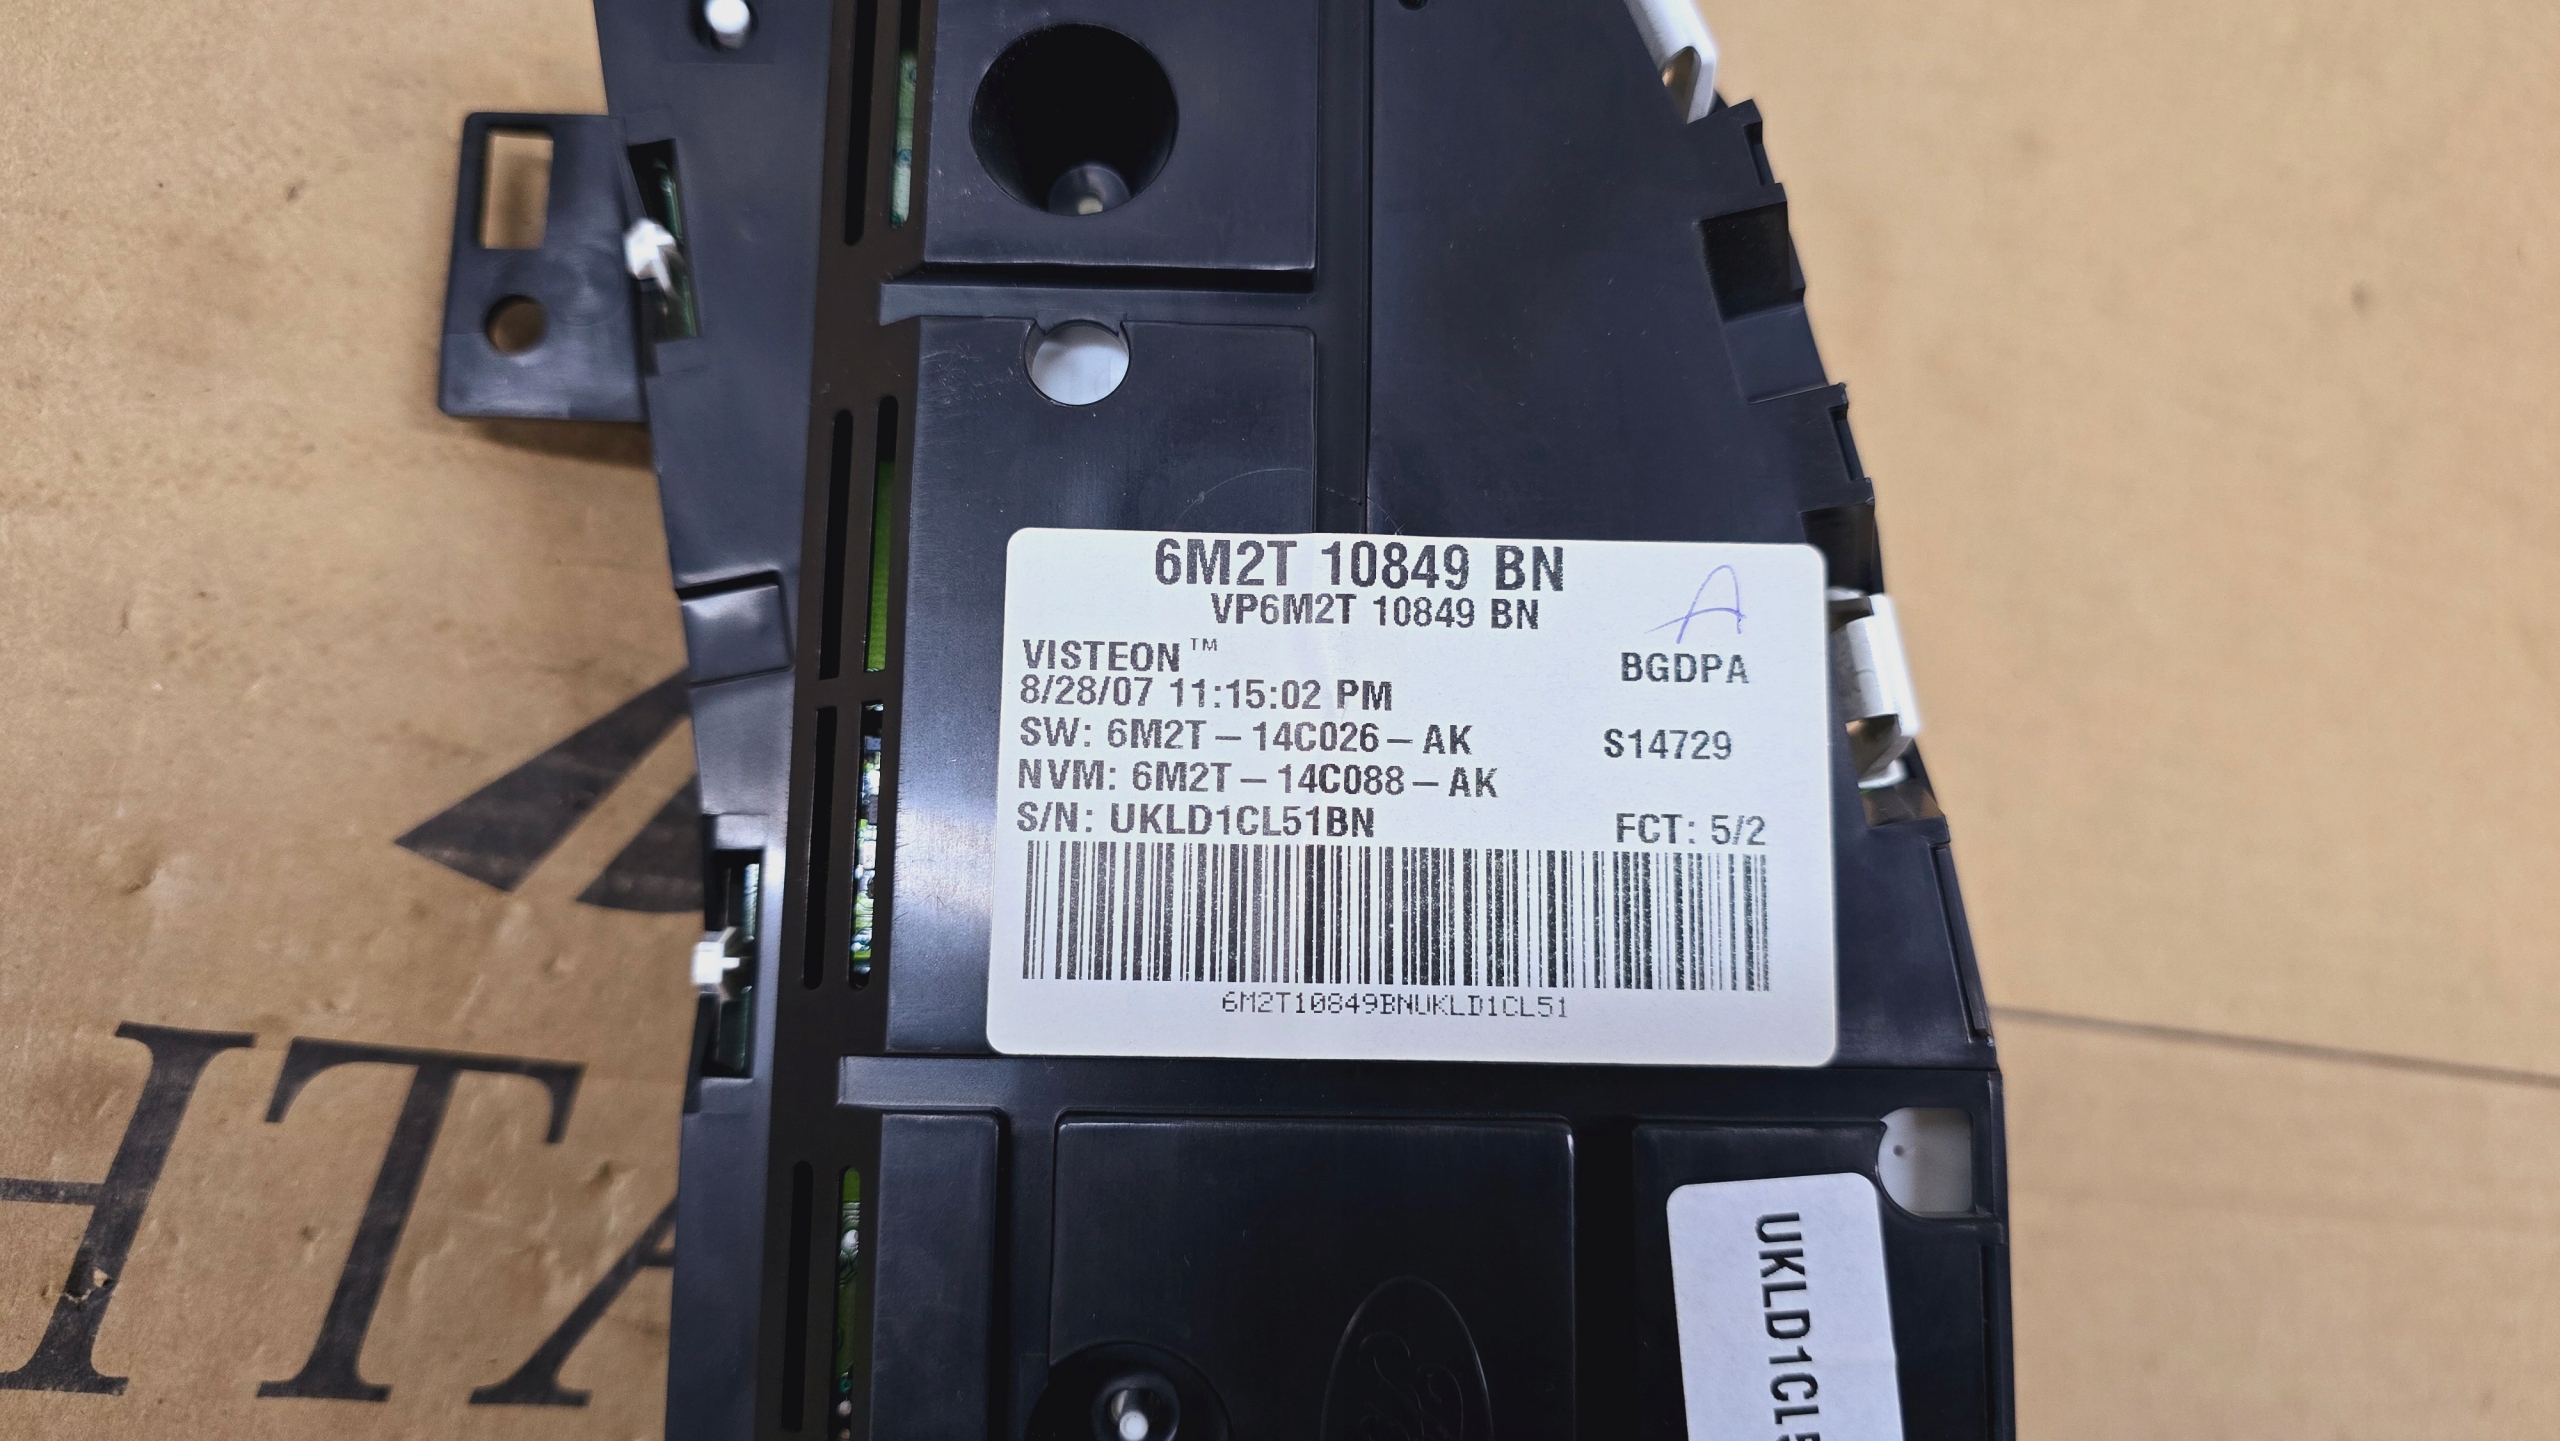 6M2T 10849 BN
VP6M2T 10849 BN
A
VISTEON™
BGDPA
8/28/07 11:15:02 PM
SW: 6M2T – 14C026 – AK
S14729
NVM: 6M2T – 14C088 – AK
S/N: UKLD1CL51BN
FCT: 5/2
6M2T10849BNUKLD1CL51
UKLD1CL5
HTA